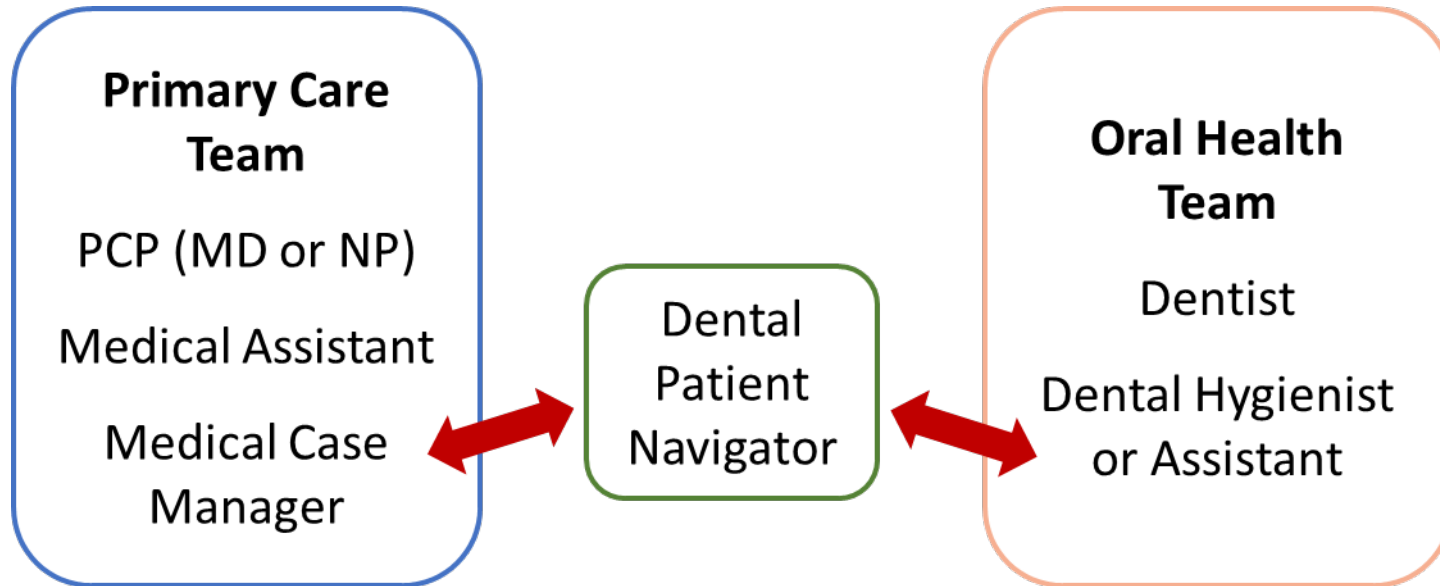 Primary Care
Team
PCP (MD or NP)
Medical Assistant
Medical Case
Manager
Dental
Patient
Navigator
Oral Health
Team
Dentist
Dental Hygienist
or Assistant